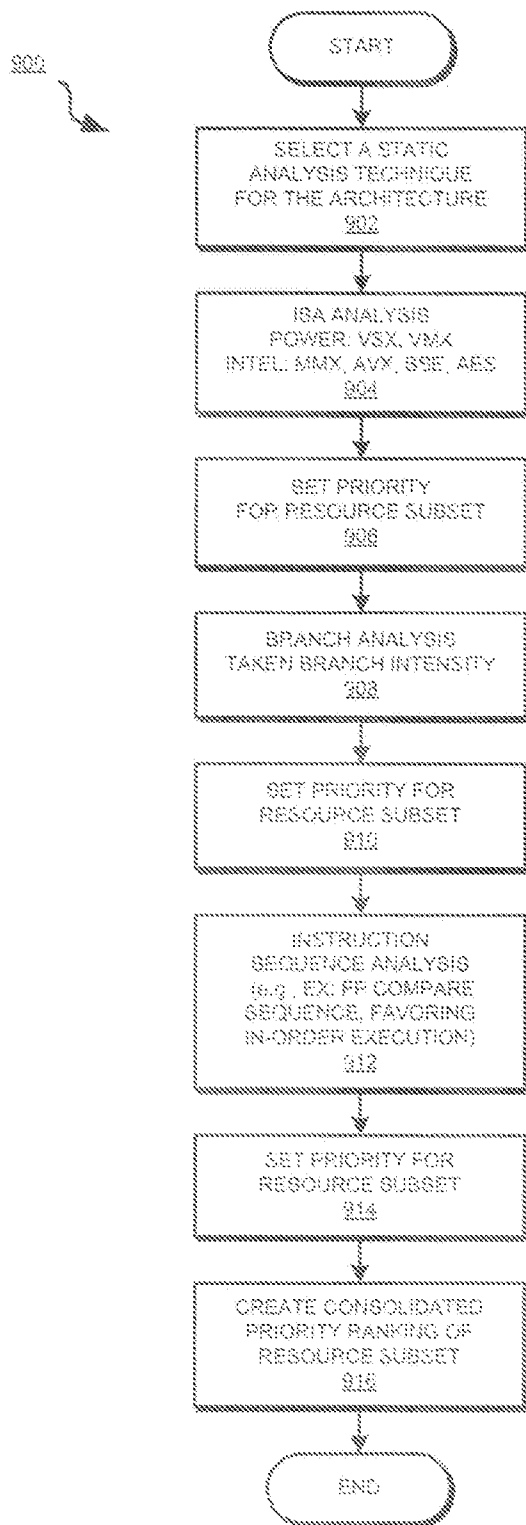 900
START
SELECT A STATIC
ANALYSIS TECHNIQUE
FOR THE ARCHITECTURE
902
ISA ANALYSIS
POWER: VSX, VMX
INTEL: MMX, AVX, SSE, AES
904
SET PRIORITY
FOR RESOURCE SUBSET
906
BRANCH ANALYSIS
TAKEN BRANCH INTENSITY
908
SET PRIORITY FOR
RESOURCE SUBSET
910
INSTRUCTION
SEQUENCE ANALYSIS
(e.g., EX: FP COMPARE
SEQUENCE, FAVORING
IN-ORDER EXECUTION)
912
SET PRIORITY FOR
RESOURCE SUBSET
914
CREATE CONSOLIDATED
PRIORITY RANKING OF
RESOURCE SUBSET
916
END